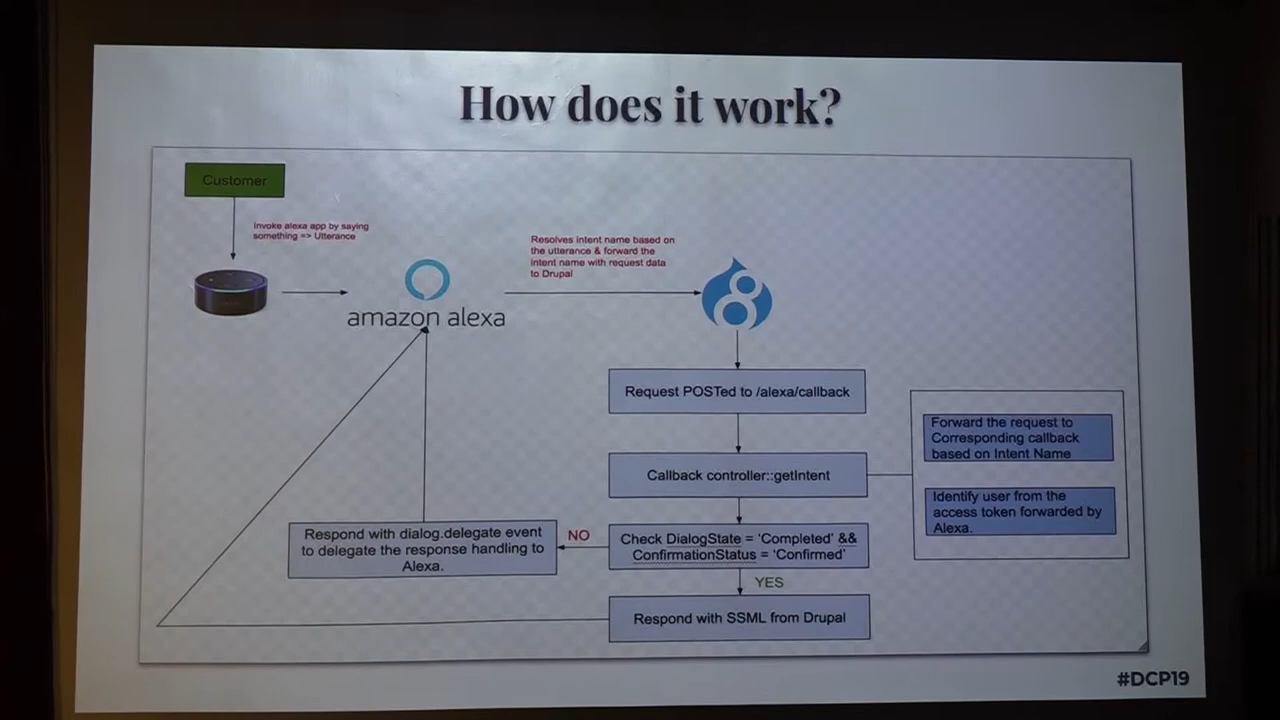 How does it work?
Customer
Invoke alexa app by saying
something => Utterance
Resolves intent name based on
the utterance & forward the
intent name with request data
to Drupal
amazon alexa
Request POSTed to /alexa/callback
Forward the request to
Corresponding callback
based on Intent Name
Callback controller::getIntent
Identify user from the
access token forwarded by
Alexa.
Respond with dialog.delegate event
to delegate the response handling to
Alexa.
NO
Check DialogState = 'Completed' &&
ConfirmationStatus = 'Confirmed'
YES
Respond with SSML from Drupal
#DCP19